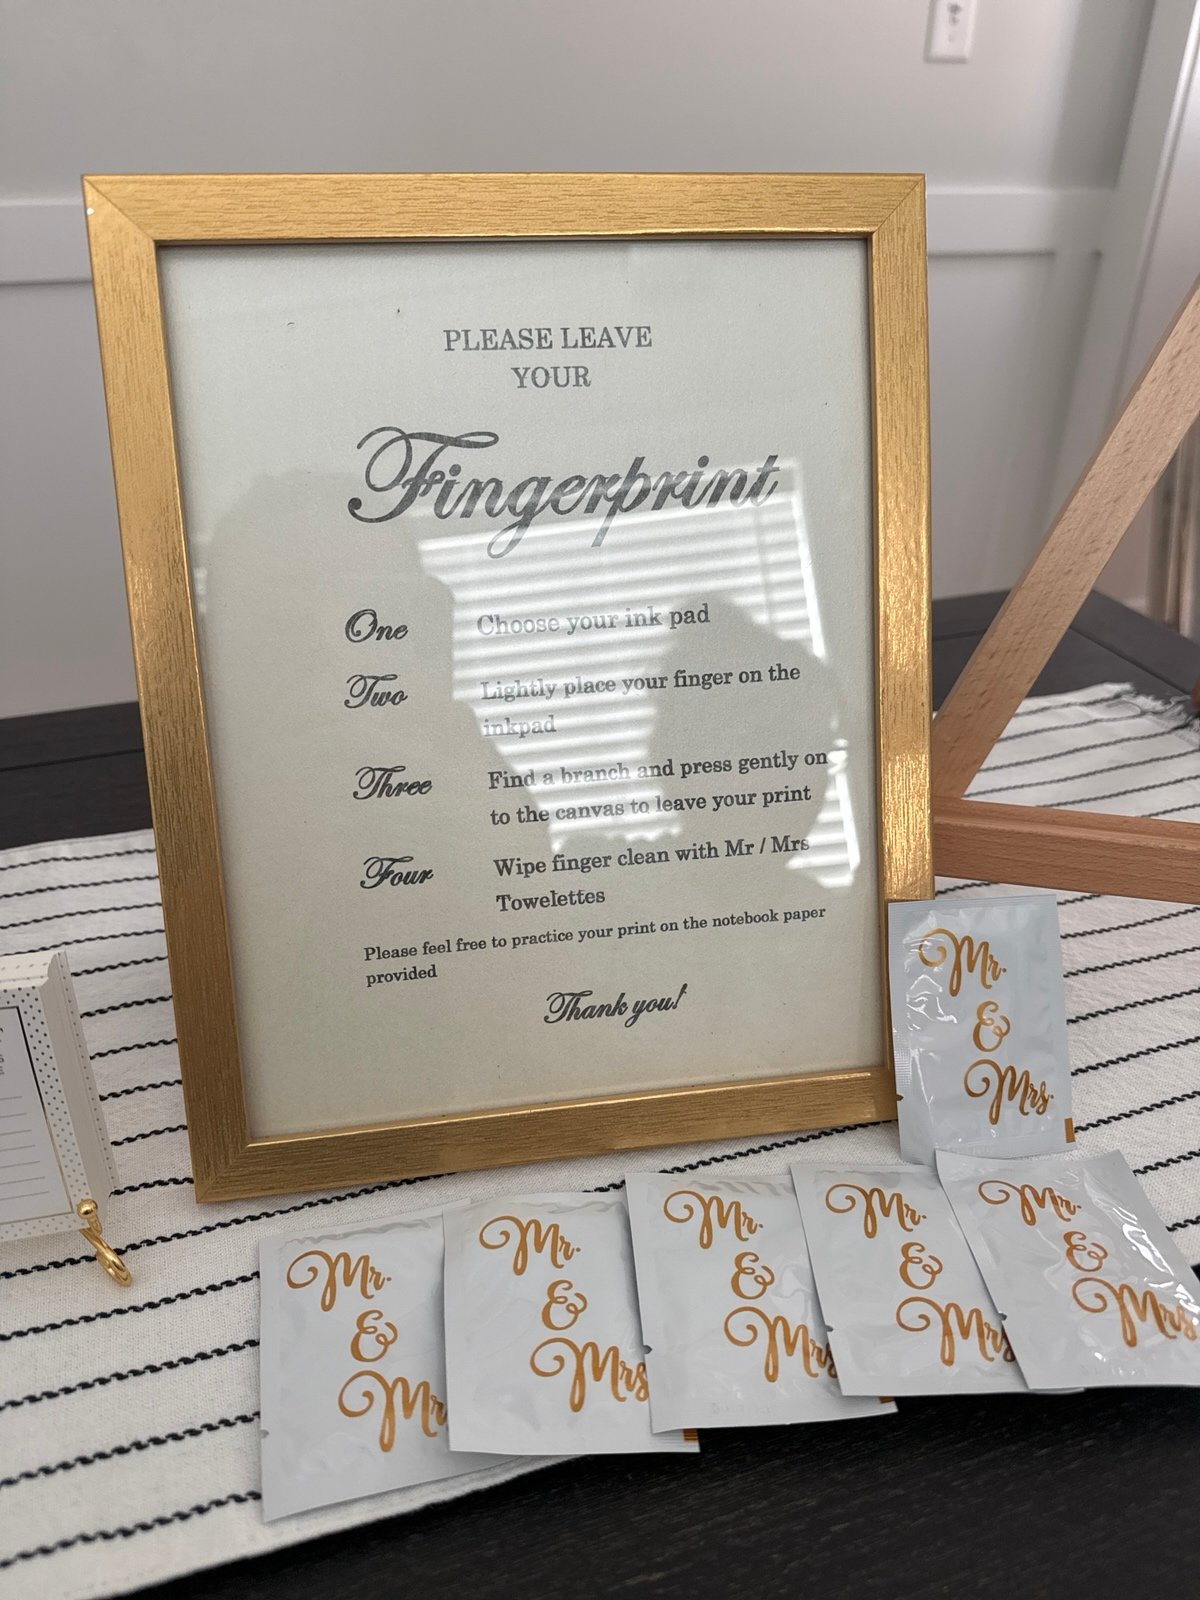 PLEASE LEAVE
YOUR
Fingerprint
One Choose your ink pad
Two Lightly place your finger on the
inkpad
Three Find a branch and press gently on
to the canvas to leave your print
Four Wipe finger clean with Mr / Mrs
Towelettes
Please feel free to practice your print on the notebook paper
provided
Thank you!
Mr.
&
Mrs.
Mr.
&
Mr
Mr.
&
Mrs
Mr.
&
Mrs
Mr.
&
Mrs
Mr.
&
Mrs